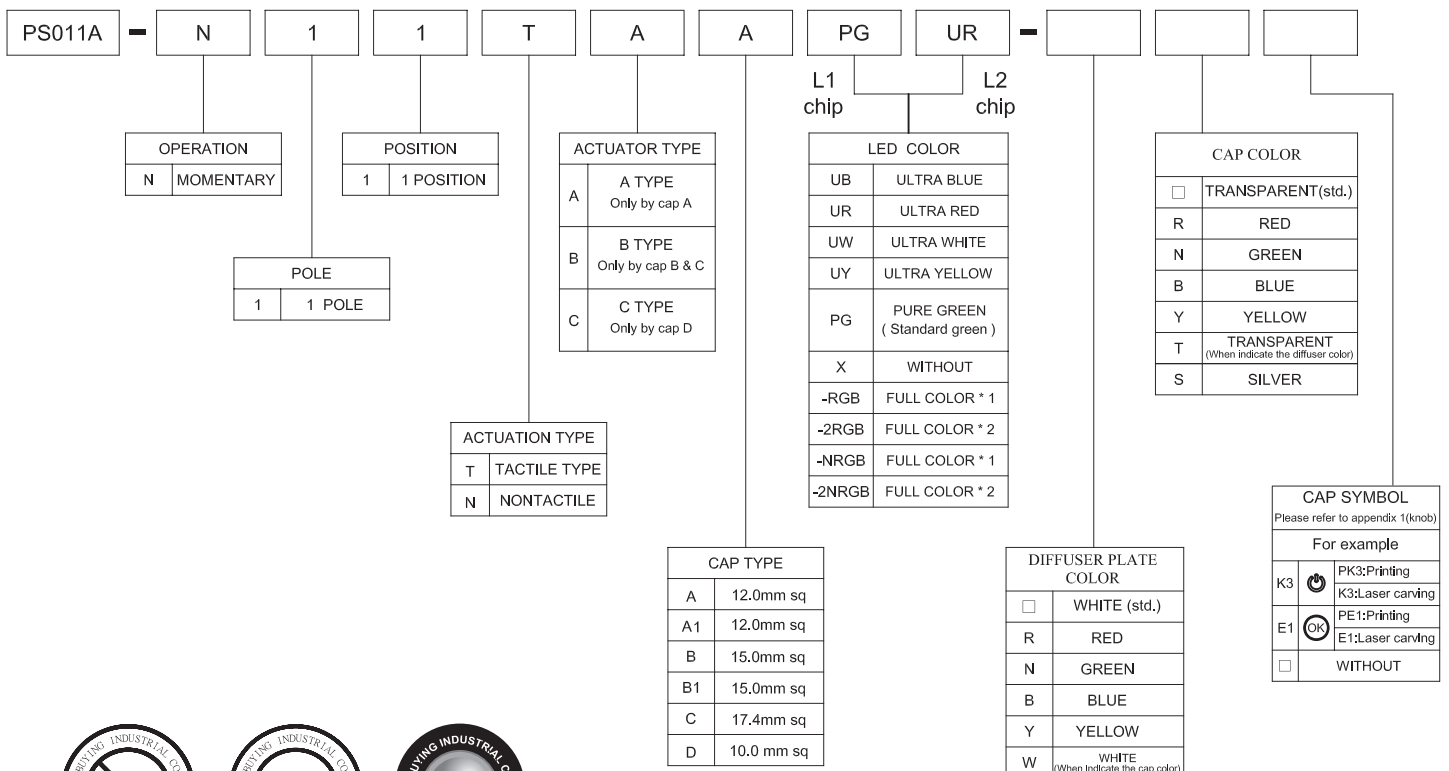 PS011A - N 1 1 T A A PG UR -
L1 chip
L2 chip
OPERATION
N MOMENTARY
POLE
1 1 POLE
POSITION
1 1 POSITION
ACTUATION TYPE
T TACTILE TYPE
N NONTACTILE
ACTUATOR TYPE
A A TYPE
Only by cap A
B B TYPE
Only by cap B & C
C C TYPE
Only by cap D
CAP TYPE
A 12.0mm sq
A1 12.0mm sq
B 15.0mm sq
B1 15.0mm sq
C 17.4mm sq
D 10.0 mm sq
LED COLOR
UB ULTRA BLUE
UR ULTRA RED
UW ULTRA WHITE
UY ULTRA YELLOW
PG PURE GREEN
( Standard green )
X WITHOUT
-RGB FULL COLOR * 1
-2RGB FULL COLOR * 2
-NRGB FULL COLOR * 1
-2NRGB FULL COLOR * 2
DIFFUSER PLATE
COLOR
□ WHITE (std.)
R RED
N GREEN
B BLUE
Y YELLOW
W WHITE
(When Indicate the cap color)
CAP COLOR
□ TRANSPARENT(std.)
R RED
N GREEN
B BLUE
Y YELLOW
T TRANSPARENT
(When indicate the diffuser color)
S SILVER
CAP SYMBOL
Please refer to appendix 1(knob)
For example
K3 PK3:Printing
K3:Laser carving
E1 OK PE1:Printing
E1:Laser carving
□ WITHOUT
BUYING INDUSTRIAL CO
BUYING INDUSTRIAL CO
BUYING INDUSTRIAL C